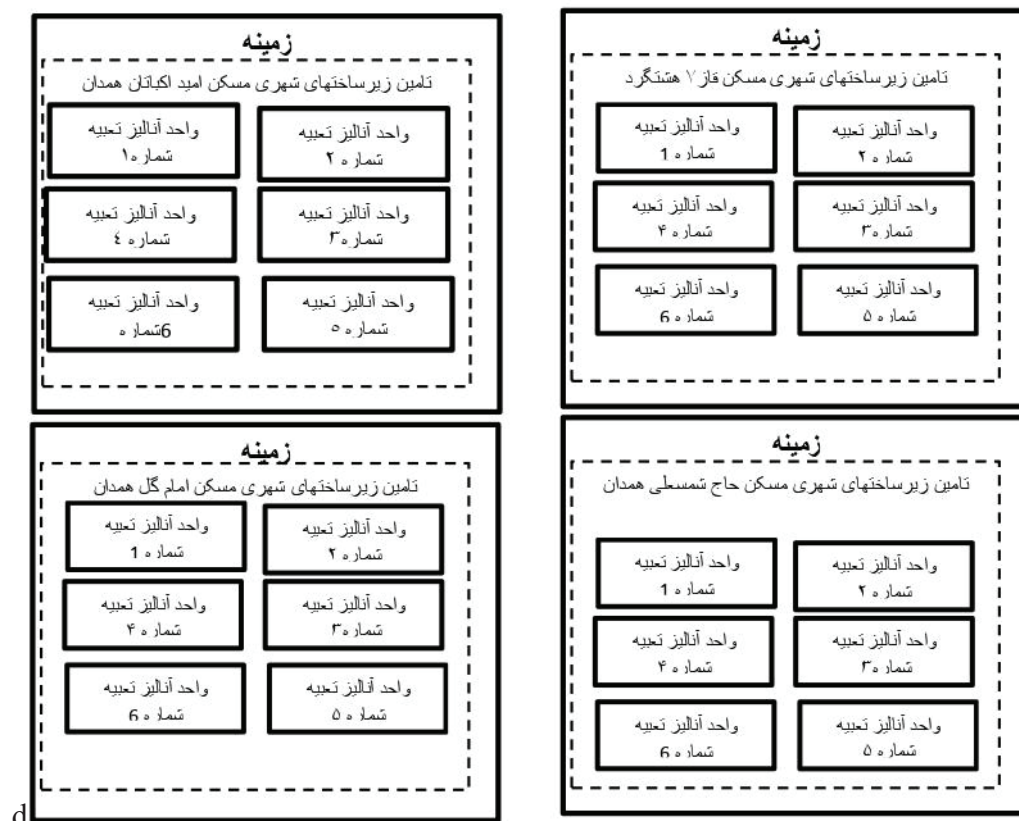 زمینه
تامین زیرساختهای شهری مسکن فاز ۷ هشتگرد
واحد آنالیز تعبیه
شماره ۲
واحد آنالیز تعبیه
شماره 1
واحد آنالیز تعبیه
شماره ۳
واحد آنالیز تعبیه
شماره ۴
واحد آنالیز تعبیه
شماره ۵
واحد آنالیز تعبیه
شماره 6
زمینه
تامین زیرساختهای شهری مسکن امید اکباتان همدان
واحد آنالیز تعبیه
شماره ۲
واحد آنالیز تعبیه
شماره ۱
واحد آنالیز تعبیه
شماره ۳
واحد آنالیز تعبیه
شماره ٤
واحد آنالیز تعبیه
شماره ٥
واحد آنالیز تعبیه
6شماره
زمینه
تامین زیرساختهای شهری مسکن حاج شمسعلی همدان
واحد آنالیز تعبیه
شماره ۲
واحد آنالیز تعبیه
شماره 1
واحد آنالیز تعبیه
شماره ۳
واحد آنالیز تعبیه
شماره ۴
واحد آنالیز تعبیه
شماره ۵
واحد آنالیز تعبیه
شماره 6
زمینه
تامین زیرساختهای شهری مسکن امام گل همدان
واحد آنالیز تعبیه
شماره ۲
واحد آنالیز تعبیه
شماره 1
واحد آنالیز تعبیه
شماره ۳
واحد آنالیز تعبیه
شماره ۴
واحد آنالیز تعبیه
شماره ۵
واحد آنالیز تعبیه
شماره 6
d